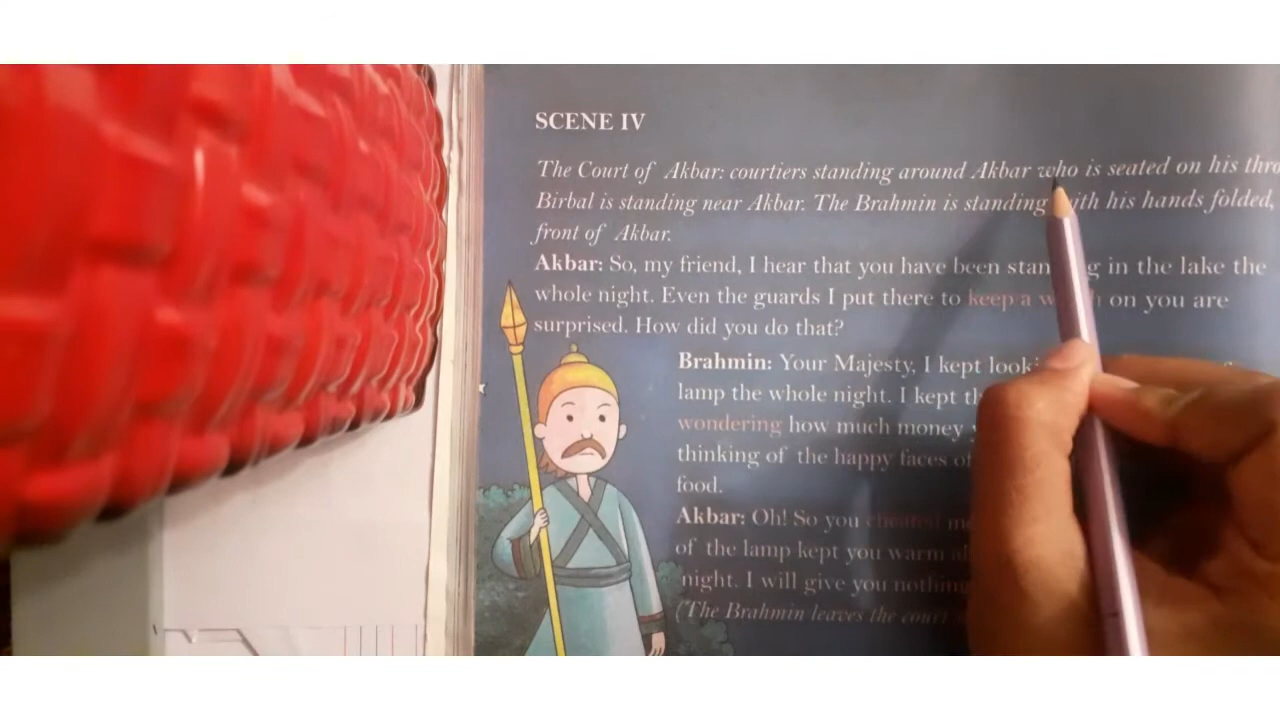 SCENE IV
The Court of Akbar: courtiers standing around Akbar who is seated on his
Birbal is standing near Akbar. The Brahmin is standing with his hands folded,
front of Akbar.
Akbar: So, my friend, I hear that you have been standing in the lake the
whole night. Even the guards I put there to keep a watch on you are
surprised. How did you do that?
Brahmin: Your Majesty, I kept
lamp the whole night. I kept
wondering how much money
thinking of the happy faces of
food.
Akbar: Oh! So you cheated
of the lamp kept you warm
night. I will give you nothing
(The Brahmin leaves the court